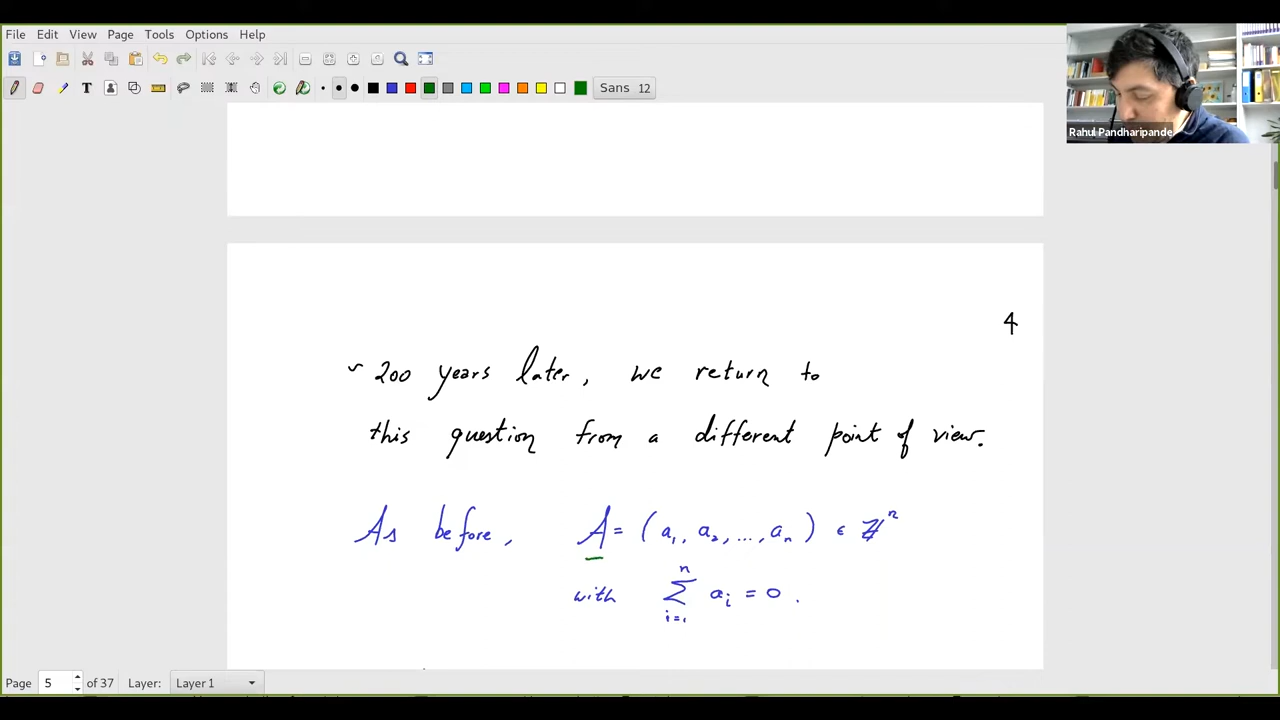 File Edit View Page Tools Options Help
Sans 12
Rahul Pandharipande
4
~ 200 years later, we return to
this question from a different point of view.
As before, A = (a₁, a₂, ..., aₙ) ∈ ℤⁿ
with ∑ᵢ₌₁ⁿ aᵢ = 0.
Page 5 of 37 Layer: Layer 1